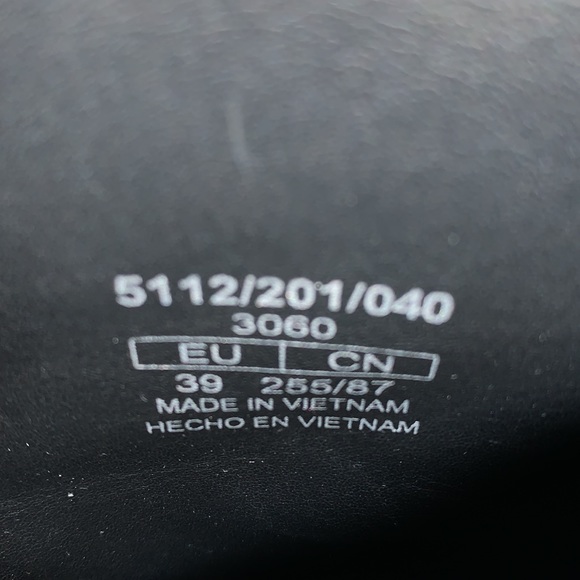 5112/201/040
3060
EU CN
39 255/87
MADE IN VIETNAM
HECHO EN VIETNAM